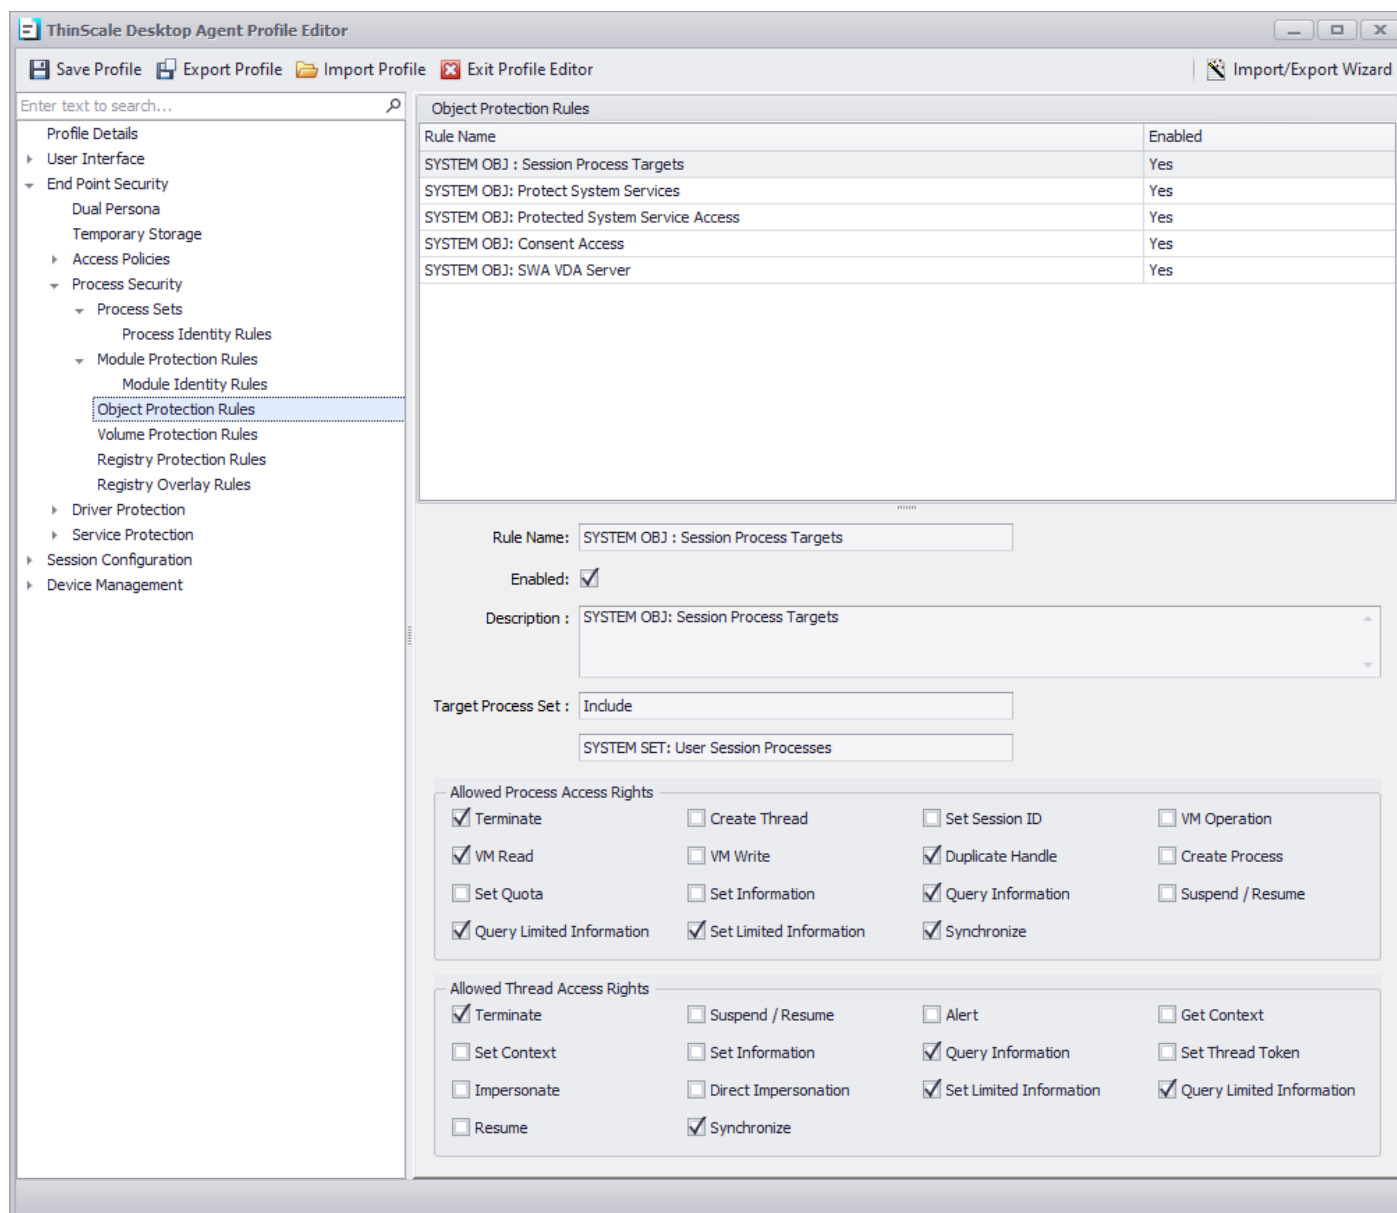 ThinScale Desktop Agent Profile Editor
Save Profile Export Profile Import Profile Exit Profile Editor Import/Export Wizard
Enter text to search...
Profile Details
User Interface
End Point Security
Dual Persona
Temporary Storage
Access Policies
Process Security
Process Sets
Process Identity Rules
Module Protection Rules
Module Identity Rules
Object Protection Rules
Volume Protection Rules
Registry Protection Rules
Registry Overlay Rules
Driver Protection
Service Protection
Session Configuration
Device Management
Object Protection Rules
Rule Name Enabled
SYSTEM OBJ : Session Process Targets Yes
SYSTEM OBJ: Protect System Services Yes
SYSTEM OBJ: Protected System Service Access Yes
SYSTEM OBJ: Consent Access Yes
SYSTEM OBJ: SWA VDA Server Yes
Rule Name: SYSTEM OBJ : Session Process Targets
Enabled:
Description : SYSTEM OBJ: Session Process Targets
Target Process Set : Include
SYSTEM SET: User Session Processes
Allowed Process Access Rights
Terminate Create Thread Set Session ID VM Operation
VM Read VM Write Duplicate Handle Create Process
Set Quota Set Information Query Information Suspend / Resume
Query Limited Information Set Limited Information Synchronize
Allowed Thread Access Rights
Terminate Suspend / Resume Alert Get Context
Set Context Set Information Query Information Set Thread Token
Impersonate Direct Impersonation Set Limited Information Query Limited Information
Resume Synchronize